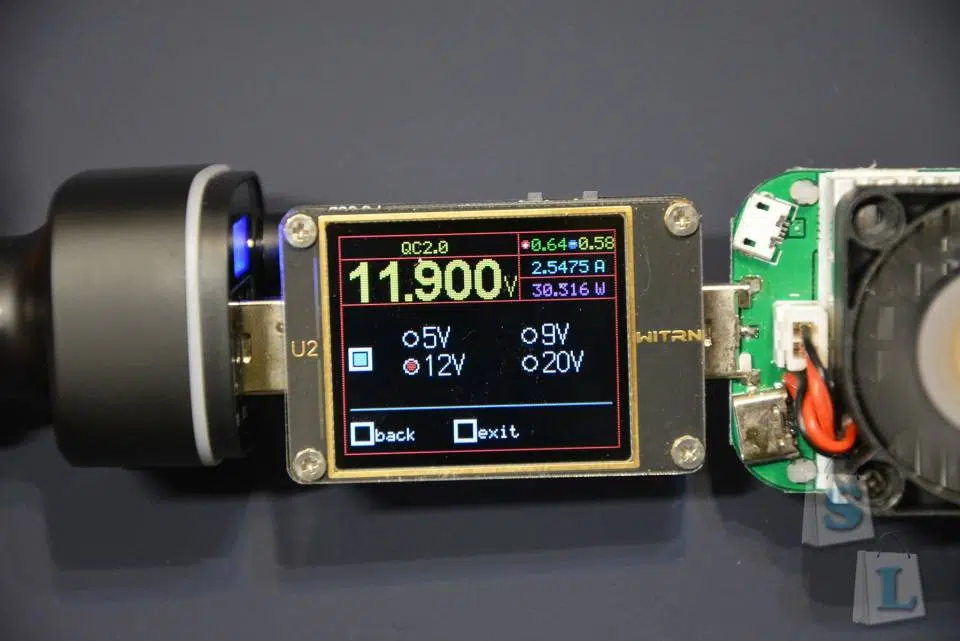 QC2.0
0.64 0.58
11.900V
2.5475 A
30.316 W
5V
9V
12V
20V
back
exit
U2
WITRN
S
L